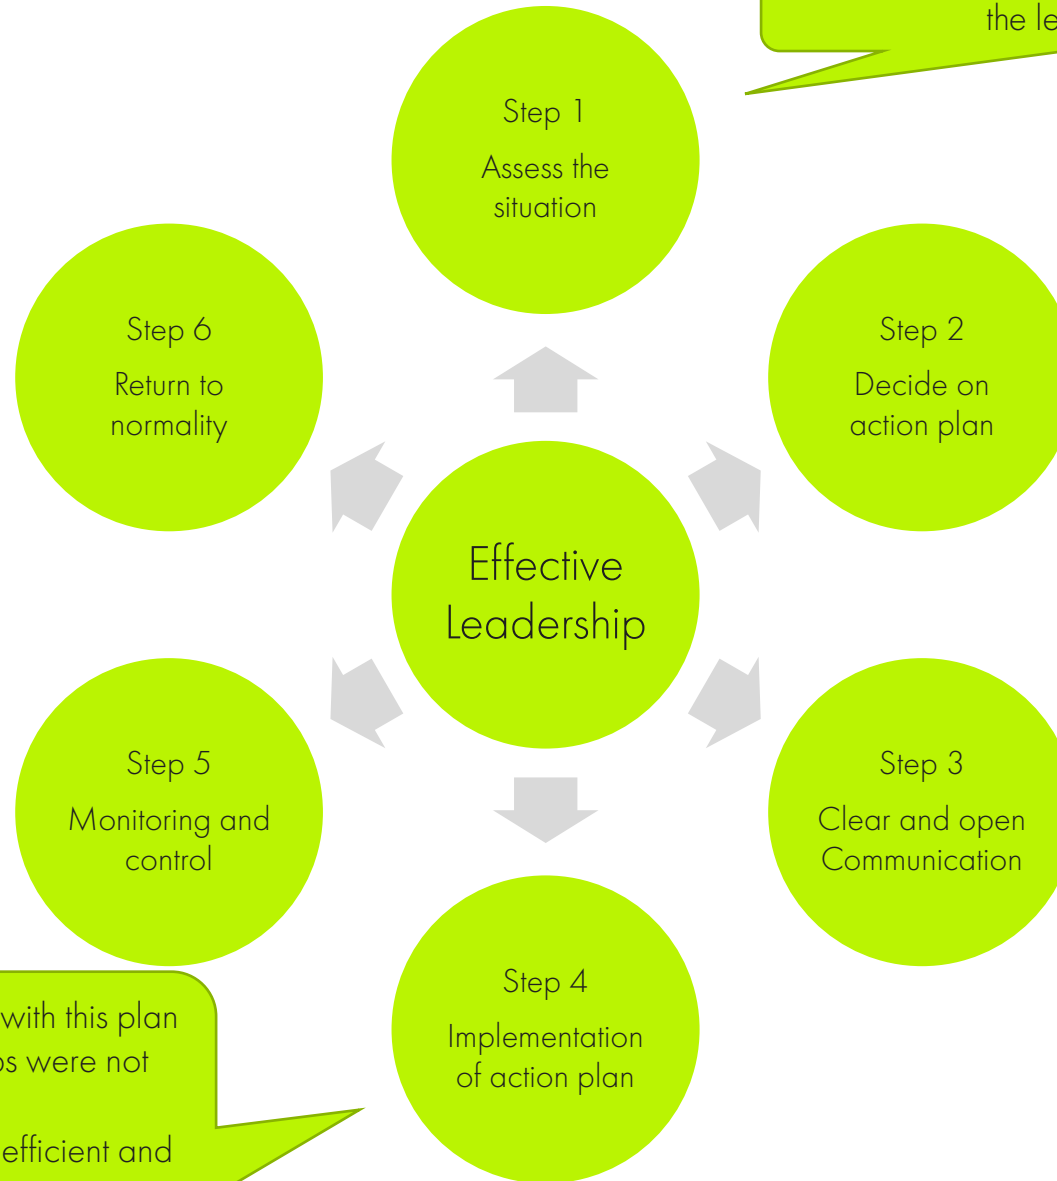 the le
Step 1
Assess the
situation
Step 2
Decide on
action plan
Step 3
Clear and open
Communication
Step 4
Implementation
of action plan
Step 5
Monitoring and
control
Step 6
Return to
normality
Effective
Leadership
with this plan
s were not
efficient and